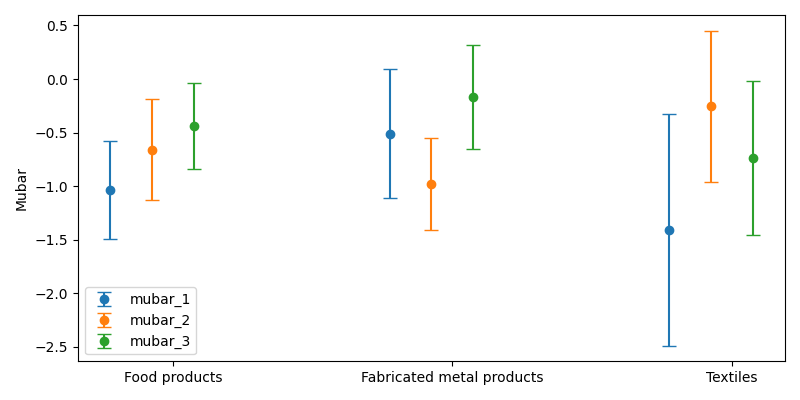 0.5
0.0
−0.5
−1.0
−1.5
−2.0
−2.5
Mubar
mubar_1
mubar_2
mubar_3
Food products
Fabricated metal products
Textiles